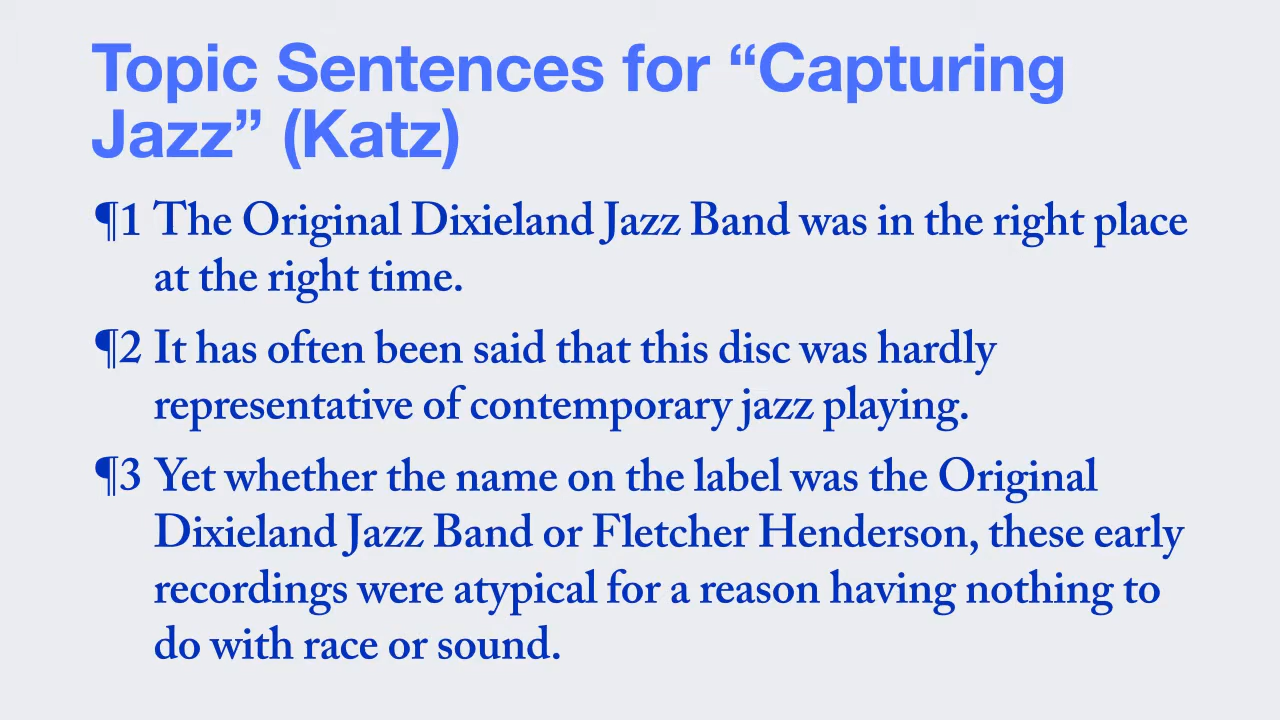 Topic Sentences for “Capturing
Jazz” (Katz)
¶1 The Original Dixieland Jazz Band was in the right place
at the right time.
¶2 It has often been said that this disc was hardly
representative of contemporary jazz playing.
¶3 Yet whether the name on the label was the Original
Dixieland Jazz Band or Fletcher Henderson, these early
recordings were atypical for a reason having nothing to
do with race or sound.